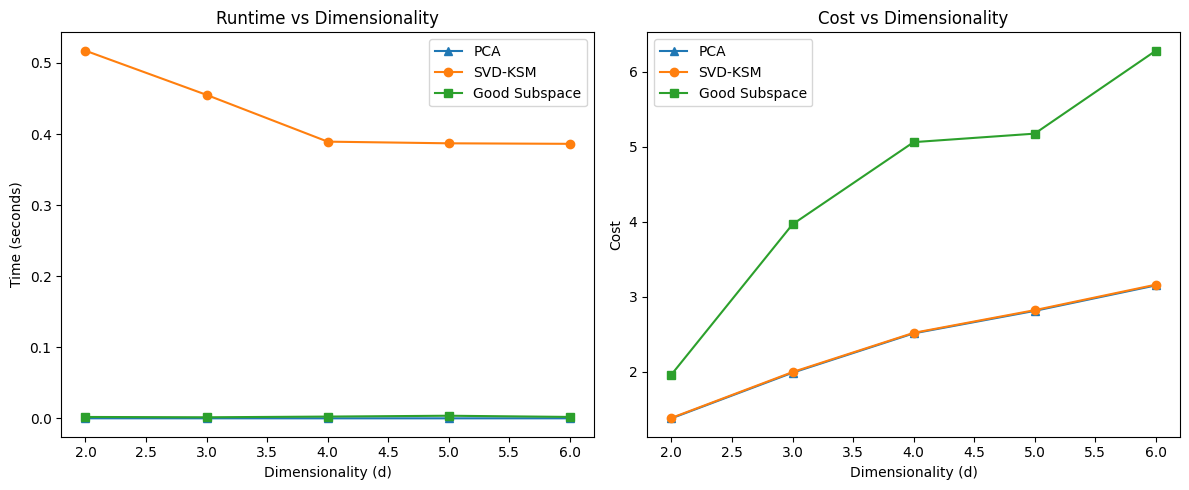 Runtime vs Dimensionality
PCA
SVD-KSM
Good Subspace
0.5
0.4
0.3
0.2
0.1
0.0
Time (seconds)
2.0 2.5 3.0 3.5 4.0 4.5 5.0 5.5 6.0
Dimensionality (d)
Cost vs Dimensionality
PCA
SVD-KSM
Good Subspace
6
5
4
3
2
Cost
2.0 2.5 3.0 3.5 4.0 4.5 5.0 5.5 6.0
Dimensionality (d)